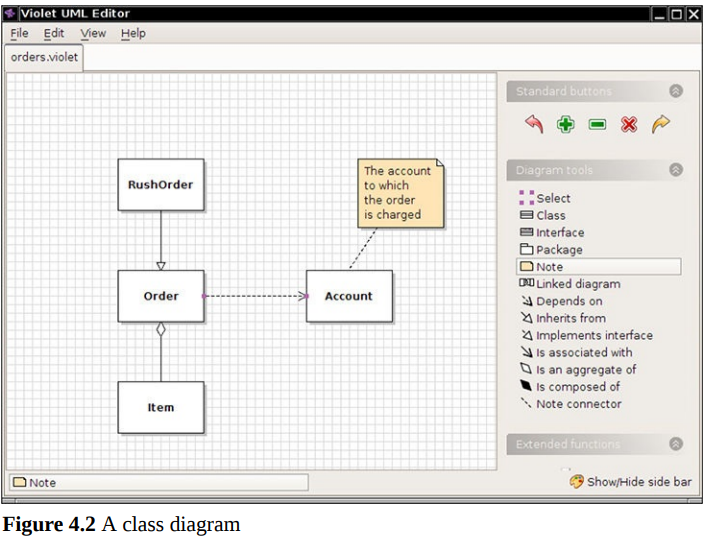 Violet UML Editor
File Edit View Help
orders.violet
Standard buttons
Diagram tools
Select
Class
Interface
Package
Note
Linked diagram
Depends on
Inherits from
Implements interface
Is associated with
Is an aggregate of
Is composed of
Note connector
Extended functions
RushOrder
The account
to which
the order
is charged
Order
Account
Item
Note
Show/Hide side bar
Figure 4.2 A class diagram